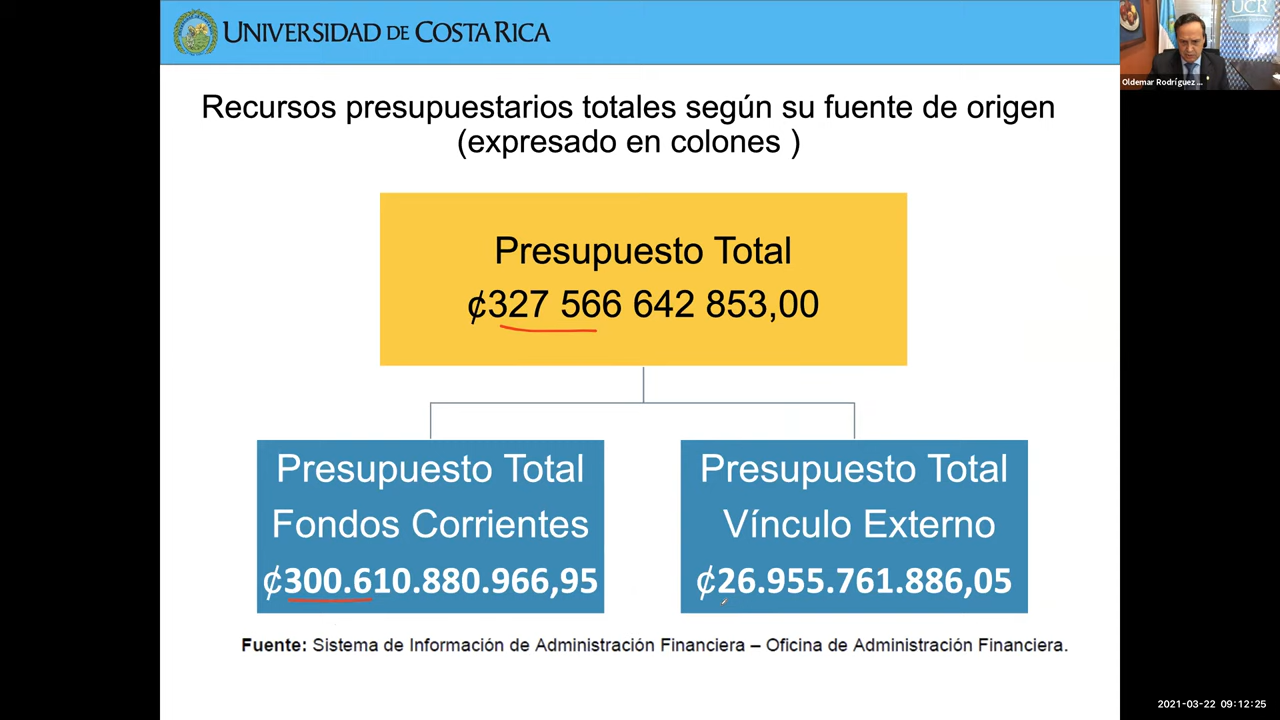 UNIVERSIDAD DE COSTA RICA
UCR
Oldemar Rodríguez ...
Recursos presupuestarios totales según su fuente de origen
(expresado en colones )
Presupuesto Total
₡327 566 642 853,00
Presupuesto Total
Fondos Corrientes
₡300.610.880.966,95
Presupuesto Total
Vínculo Externo
₡26.955.761.886,05
Fuente: Sistema de Información de Administración Financiera – Oficina de Administración Financiera.
2021-03-22 09:12:25